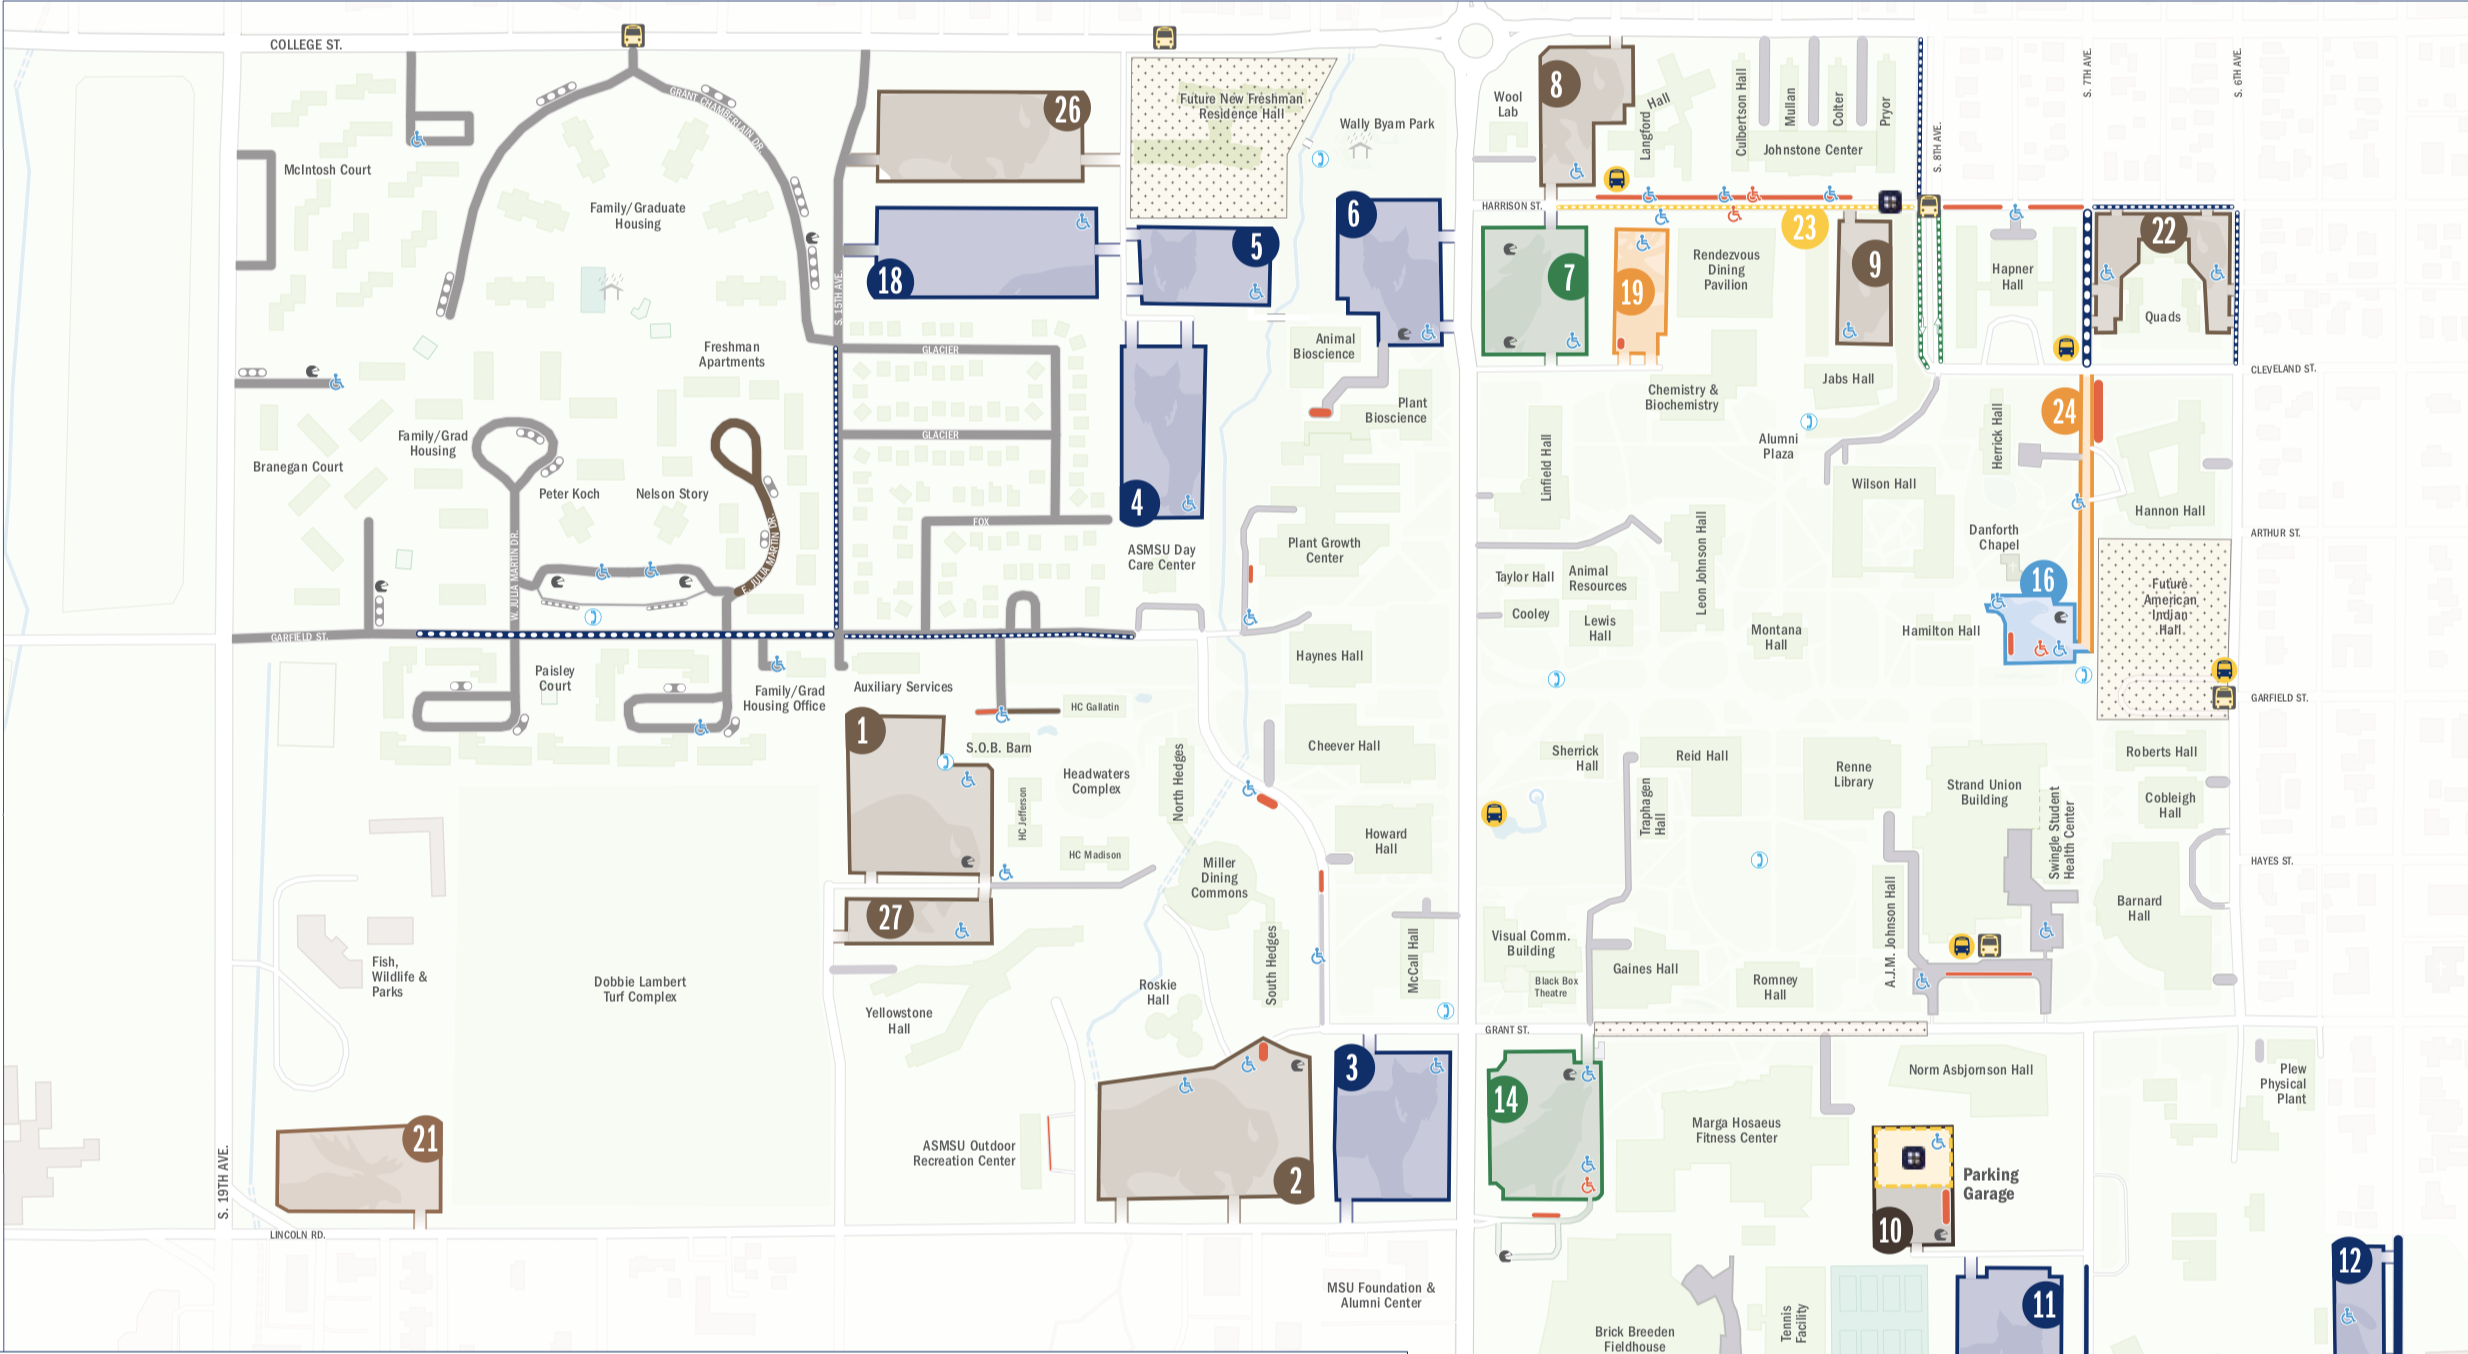 COLLEGE ST.
McIntosh Court
GRANT CHAMBERLAIN DR.
Family/Graduate
Housing
26
Future New Freshman
Residence Hall
Wally Byam Park
Wool
Lab
8
Langford Hall
Culbertson Hall
Mullan
Colter
Pryor
Johnstone Center
S. 8TH AVE.
S. 7TH AVE.
S. 6TH AVE.
HARRISON ST.
18
5
6
7
19
Rendezvous
Dining
Pavilion
23
9
Hapner
Hall
22
Quads
S. 15TH AVE.
Freshman
Apartments
GLACIER
GLACIER
FOX
Animal
Bioscience
Plant
Bioscience
Chemistry &
Biochemistry
Jabs Hall
CLEVELAND ST.
Family/Grad
Housing
Branegan Court
Peter Koch
Nelson Story
W. JULIA MARTIN DR.
E. JULIA MARTIN DR.
4
ASMSU Day
Care Center
Plant Growth
Center
Linfield Hall
Alumni
Plaza
Wilson Hall
Herrick Hall
24
Hannon Hall
ARTHUR ST.
Danforth
Chapel
16
Future
American
Indian
Hall
Taylor Hall
Animal
Resources
Leon Johnson Hall
Cooley
Lewis
Hall
Montana
Hall
Hamilton Hall
GARFIELD ST.
GARFIELD ST.
Paisley
Court
Family/Grad
Housing Office
Auxiliary Services
1
HC Gallatin
S.O.B. Barn
Headwaters
Complex
HC Jefferson
HC Madison
North Hedges
Haynes Hall
Cheever Hall
Howard
Hall
Sherrick
Hall
Reid Hall
Traphagen
Hall
Renne
Library
Strand Union
Building
Swingle Student
Health Center
Roberts Hall
Cobleigh
Hall
HAYES ST.
Barnard
Hall
27
Miller
Dining
Commons
South Hedges
McCall Hall
Visual Comm.
Building
Black Box
Theatre
Gaines Hall
Romney
Hall
A.J.M. Johnson Hall
Fish,
Wildlife &
Parks
Dobbie Lambert
Turf Complex
Yellowstone
Hall
Roskie
Hall
GRANT ST.
3
14
Norm Asbjornson Hall
Plew
Physical
Plant
Marga Hosaeus
Fitness Center
21
ASMSU Outdoor
Recreation Center
2
Parking
Garage
10
S. 19TH AVE.
LINCOLN RD.
MSU Foundation &
Alumni Center
Brick Breeden
Fieldhouse
Tennis
Facility
11
12